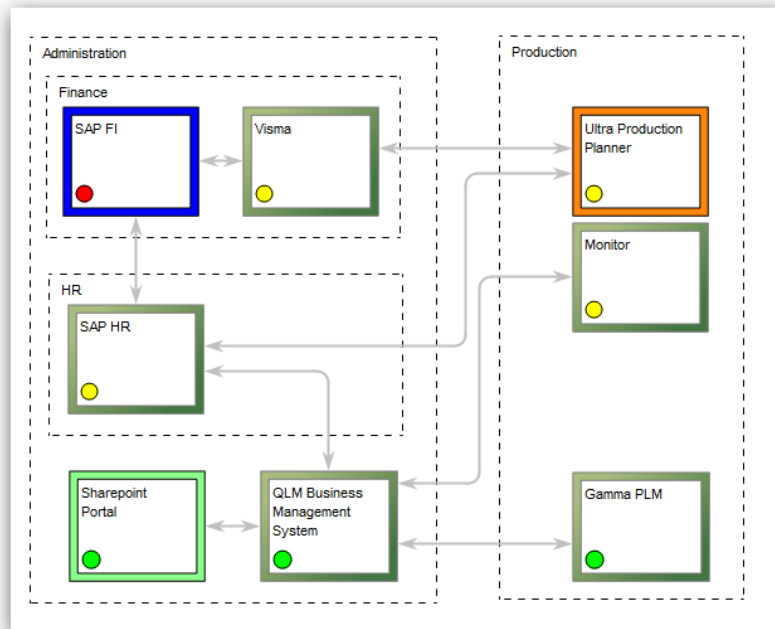 Administration
Finance
SAP FI
Visma
HR
SAP HR
Sharepoint
Portal
QLM Business
Management
System
Production
Ultra Production
Planner
Monitor
Gamma PLM